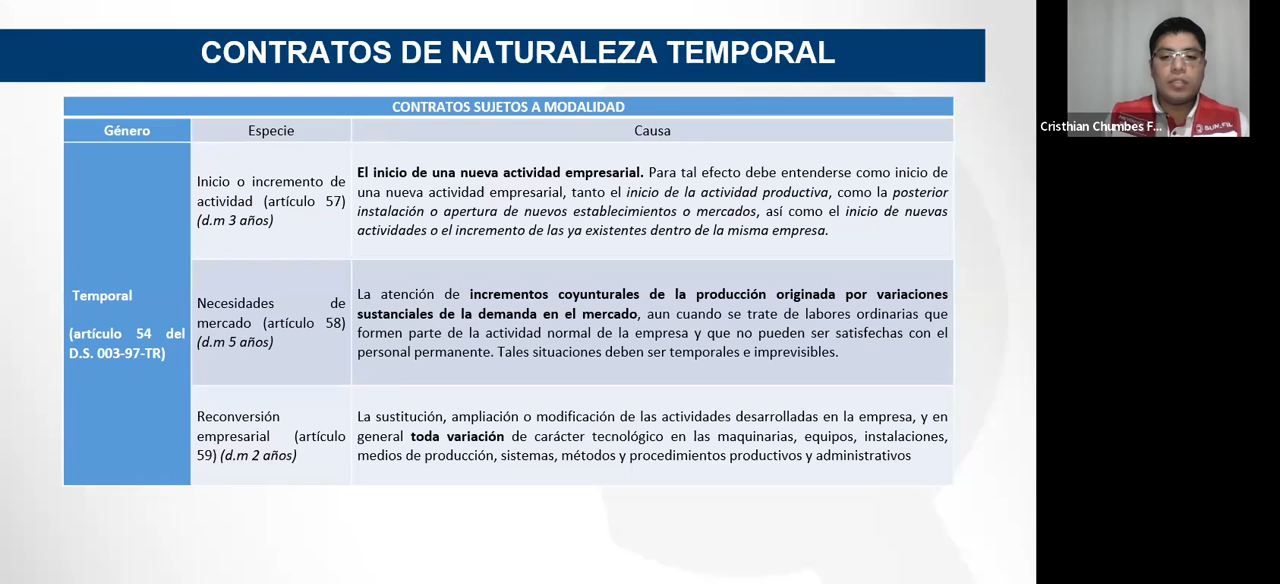 CONTRATOS DE NATURALEZA TEMPORAL
CONTRATOS SUJETOS A MODALIDAD
Género
Especie
Causa
Temporal
(artículo 54 del
D.S. 003-97-TR)
Inicio o incremento de
actividad (artículo 57)
(d.m 3 años)
El inicio de una nueva actividad empresarial. Para tal efecto debe entenderse como inicio de
una nueva actividad empresarial, tanto el inicio de la actividad productiva, como la posterior
instalación o apertura de nuevos establecimientos o mercados, así como el inicio de nuevas
actividades o el incremento de las ya existentes dentro de la misma empresa.
Necesidades de
mercado (artículo 58)
(d.m 5 años)
La atención de incrementos coyunturales de la producción originada por variaciones
sustanciales de la demanda en el mercado, aun cuando se trate de labores ordinarias que
formen parte de la actividad normal de la empresa y que no pueden ser satisfechas con el
personal permanente. Tales situaciones deben ser temporales e imprevisibles.
Reconversión
empresarial (artículo
59) (d.m 2 años)
La sustitución, ampliación o modificación de las actividades desarrolladas en la empresa, y en
general toda variación de carácter tecnológico en las maquinarias, equipos, instalaciones,
medios de producción, sistemas, métodos y procedimientos productivos y administrativos
Cristhian Chumbes F...
SUNAFIL